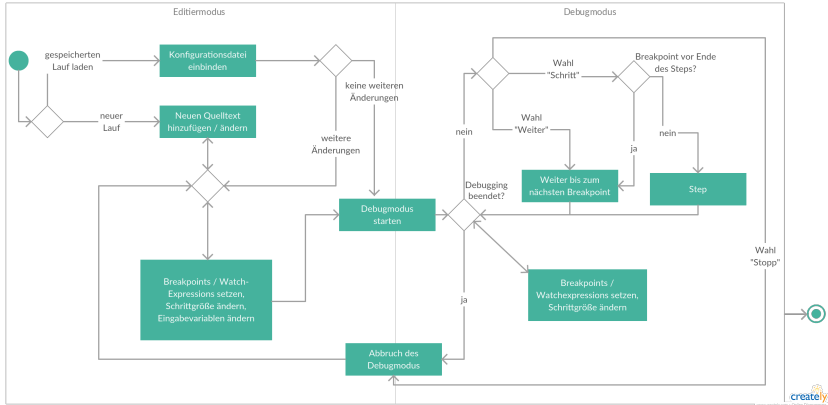 Editiermodus
Debugmodus
gespeicherten
Lauf laden
Konfigurationsdatei
einbinden
keine weiteren
Änderungen
neuer
Lauf
Neuen Quelltext
hinzufügen / ändern
weitere
Änderungen
Wahl
"Schritt"
Breakpoint vor Ende
des Steps?
Wahl
"Weiter"
nein
nein
ja
Weiter bis zum
nächsten Breakpoint
Step
Debugging
beendet?
Debugmodus
starten
Wahl
"Stopp"
Breakpoints / Watch-
Expressions setzen,
Schrittgröße ändern,
Eingabevariablen ändern
Breakpoints /
Watchexpressions setzen,
Schrittgröße ändern
ja
Abbruch des
Debugmodus
creately